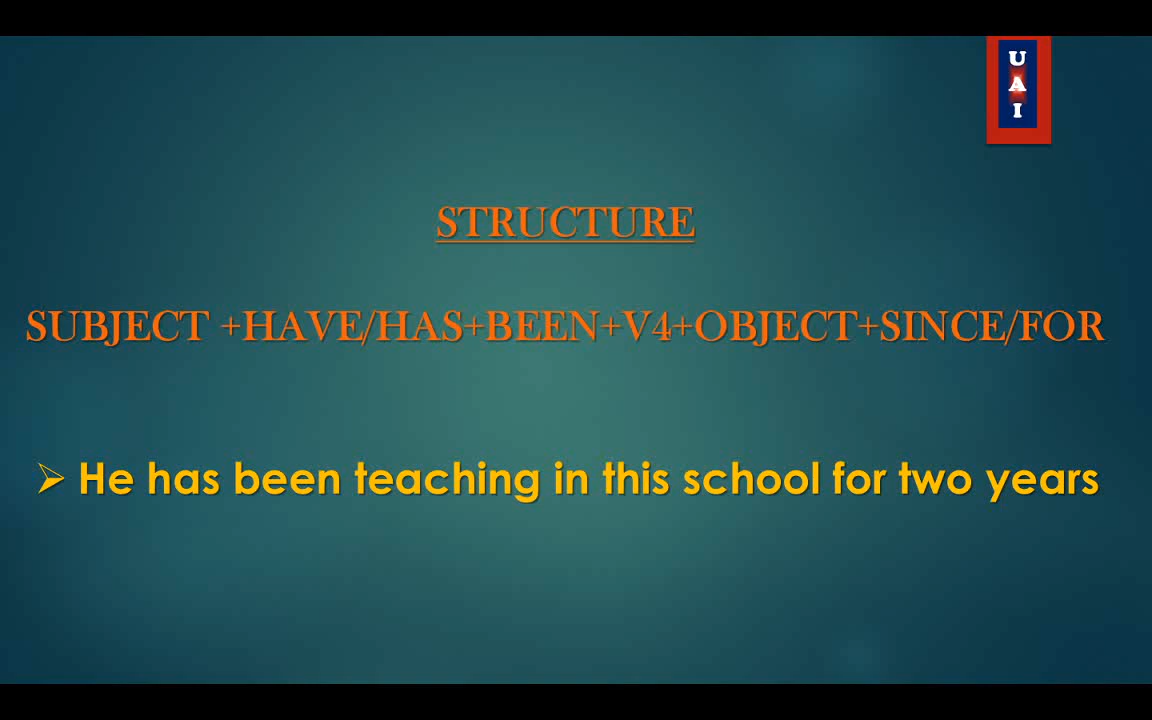 U
A
I
STRUCTURE
SUBJECT +HAVE/HAS+BEEN+V4+OBJECT+SINCE/FOR
➢ He has been teaching in this school for two years